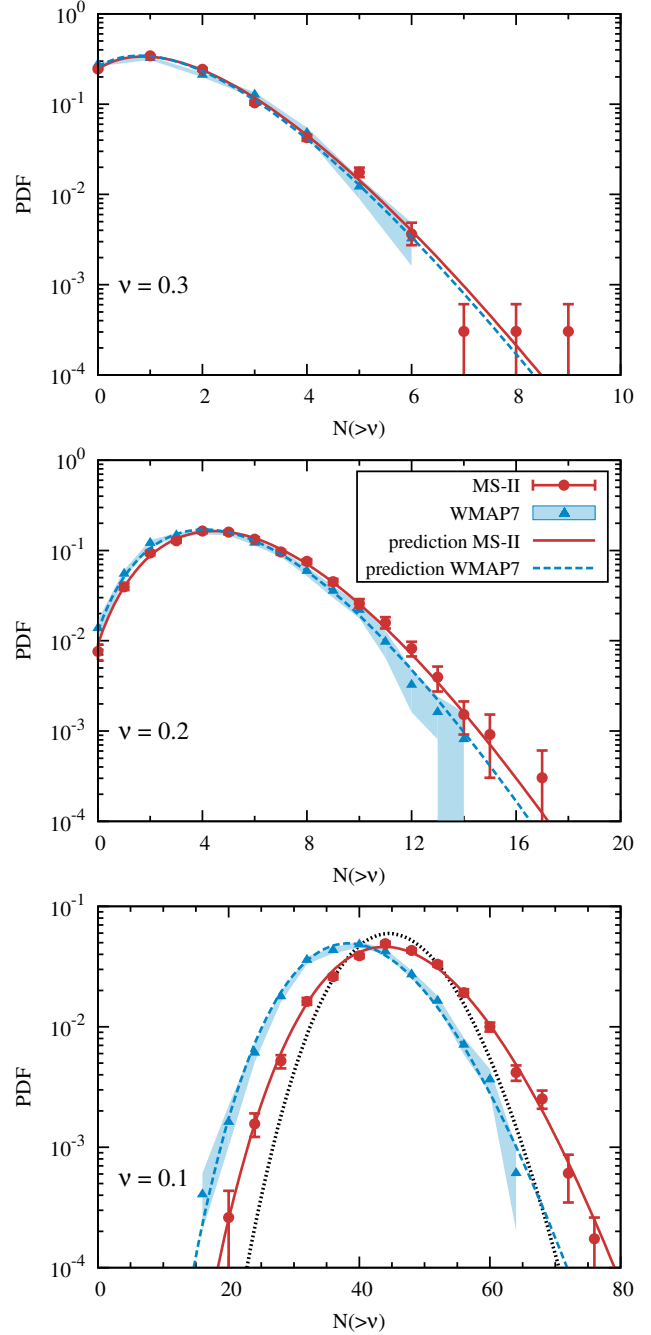 10^0
10^-1
10^-2
10^-3
10^-4
PDF
ν = 0.3
0 2 4 6 8 10
N(>ν)
10^0
10^-1
10^-2
10^-3
10^-4
PDF
MS-II
WMAP7
prediction MS-II
prediction WMAP7
ν = 0.2
0 4 8 12 16 20
N(>ν)
10^-1
10^-2
10^-3
10^-4
PDF
ν = 0.1
0 20 40 60 80
N(>ν)